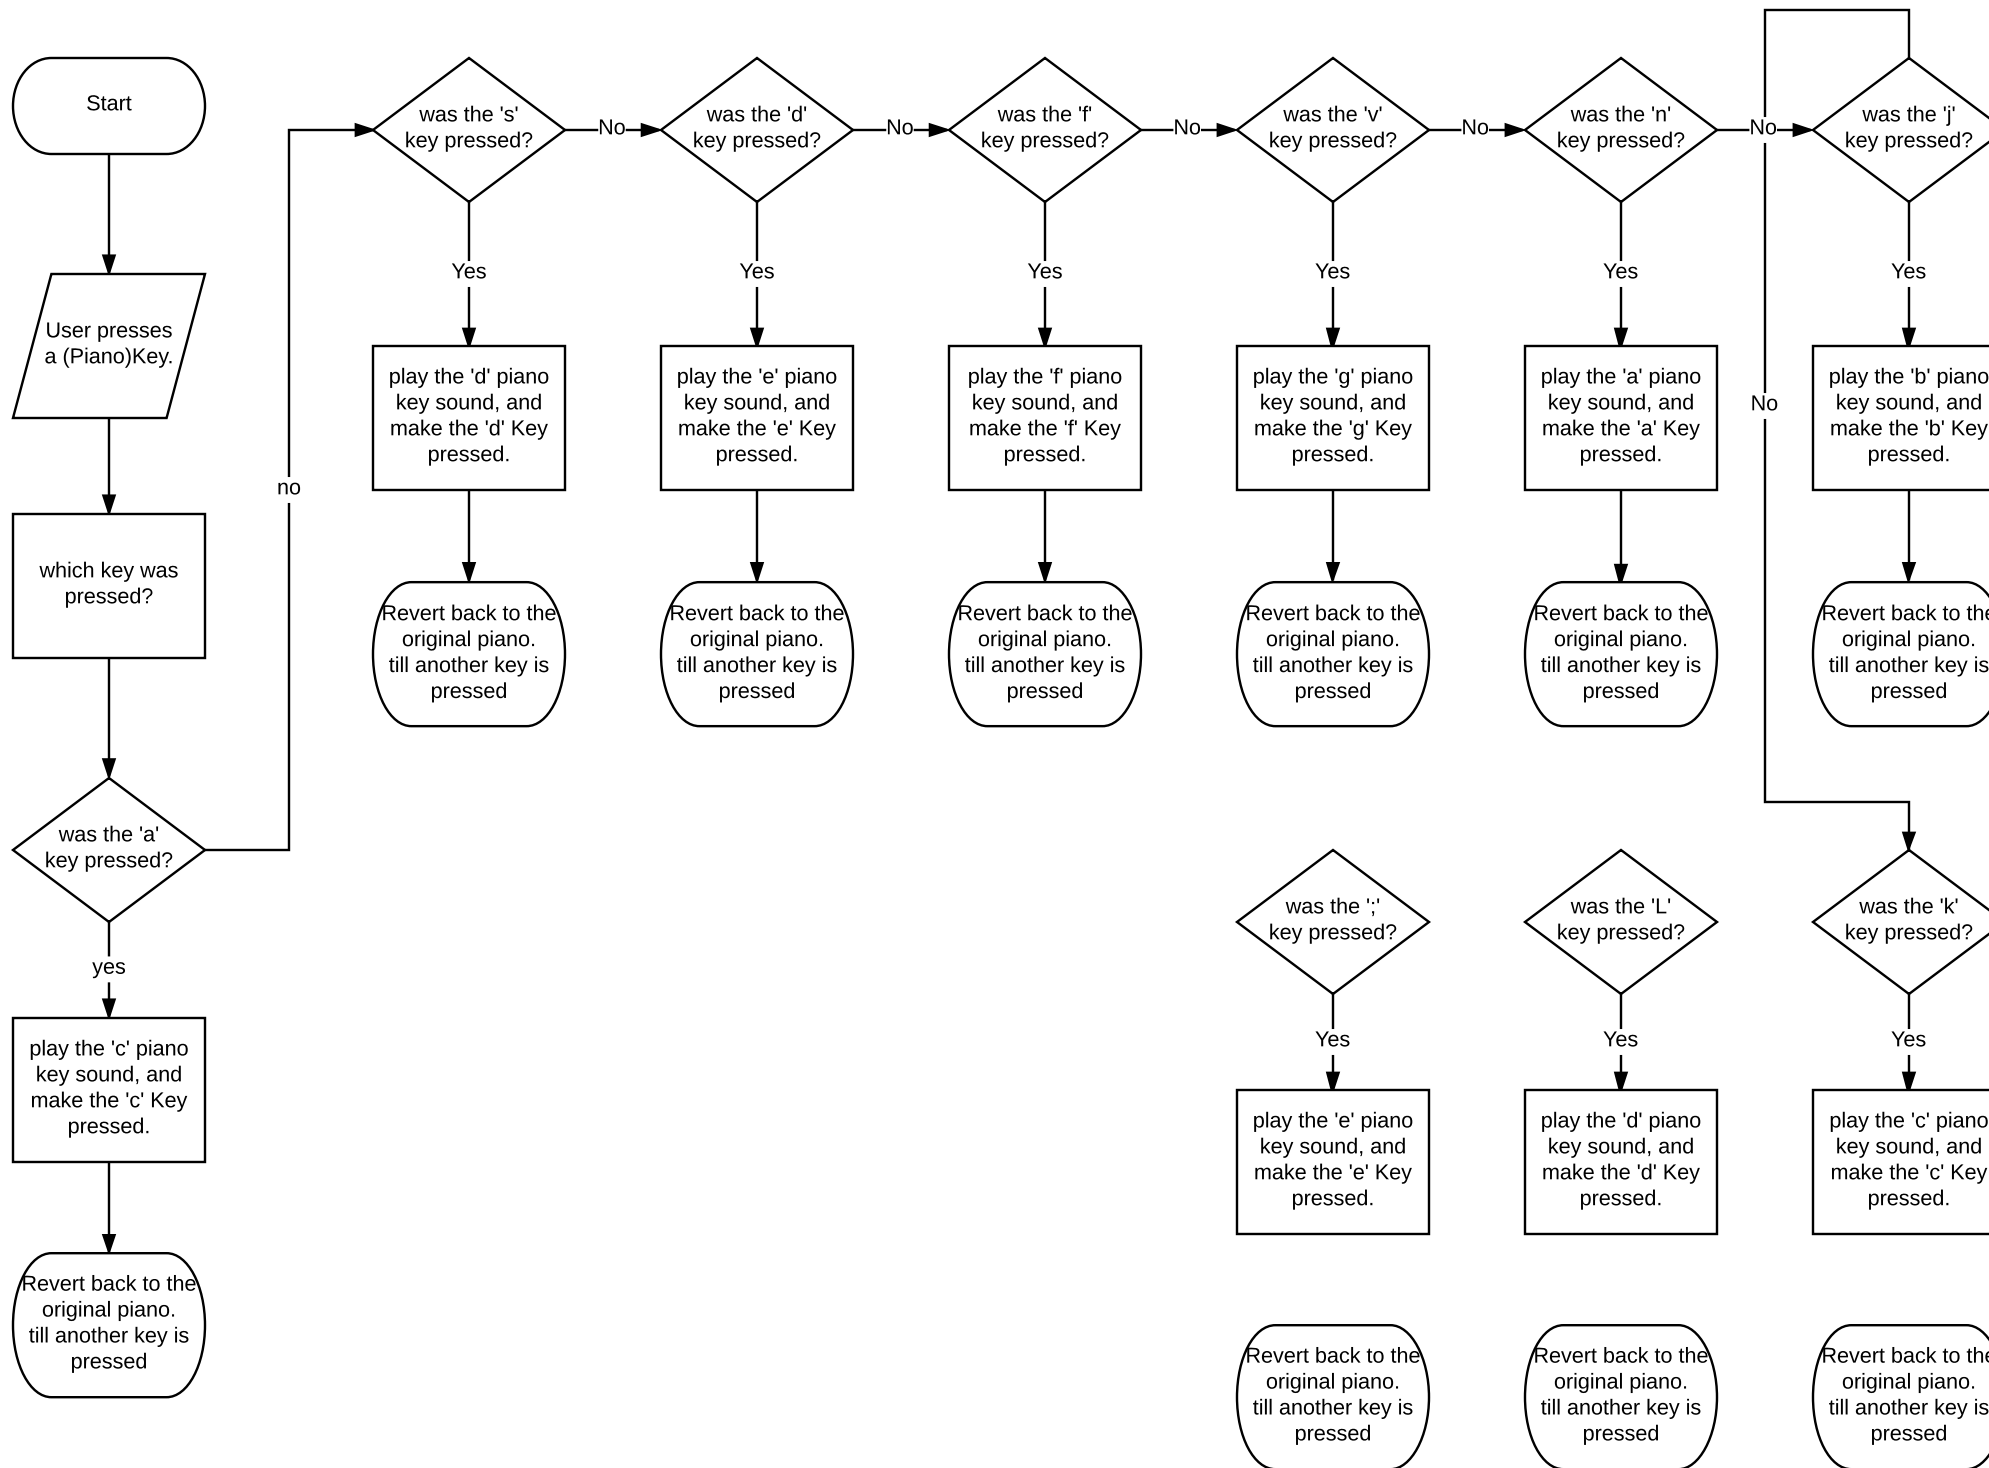 Start
User presses
a (Piano)Key.
which key was
pressed?
was the 'a'
key pressed?
yes
play the 'c' piano
key sound, and
make the 'c' Key
pressed.
Revert back to the
original piano.
till another key is
pressed
no
was the 's'
key pressed?
Yes
play the 'd' piano
key sound, and
make the 'd' Key
pressed.
Revert back to the
original piano.
till another key is
pressed
No
was the 'd'
key pressed?
Yes
play the 'e' piano
key sound, and
make the 'e' Key
pressed.
Revert back to the
original piano.
till another key is
pressed
No
was the 'f'
key pressed?
Yes
play the 'f' piano
key sound, and
make the 'f' Key
pressed.
Revert back to the
original piano.
till another key is
pressed
No
was the 'v'
key pressed?
Yes
play the 'g' piano
key sound, and
make the 'g' Key
pressed.
Revert back to the
original piano.
till another key is
pressed
No
was the 'n'
key pressed?
Yes
play the 'a' piano
key sound, and
make the 'a' Key
pressed.
Revert back to the
original piano.
till another key is
pressed
No
was the 'j'
key pressed?
Yes
play the 'b' piano
key sound, and
make the 'b' Key
pressed.
Revert back to the
original piano.
till another key is
pressed
No
was the 'k'
key pressed?
Yes
play the 'c' piano
key sound, and
make the 'c' Key
pressed.
Revert back to the
original piano.
till another key is
pressed
was the 'L'
key pressed?
Yes
play the 'd' piano
key sound, and
make the 'd' Key
pressed.
Revert back to the
original piano.
till another key is
pressed
was the ';'
key pressed?
Yes
play the 'e' piano
key sound, and
make the 'e' Key
pressed.
Revert back to the
original piano.
till another key is
pressed